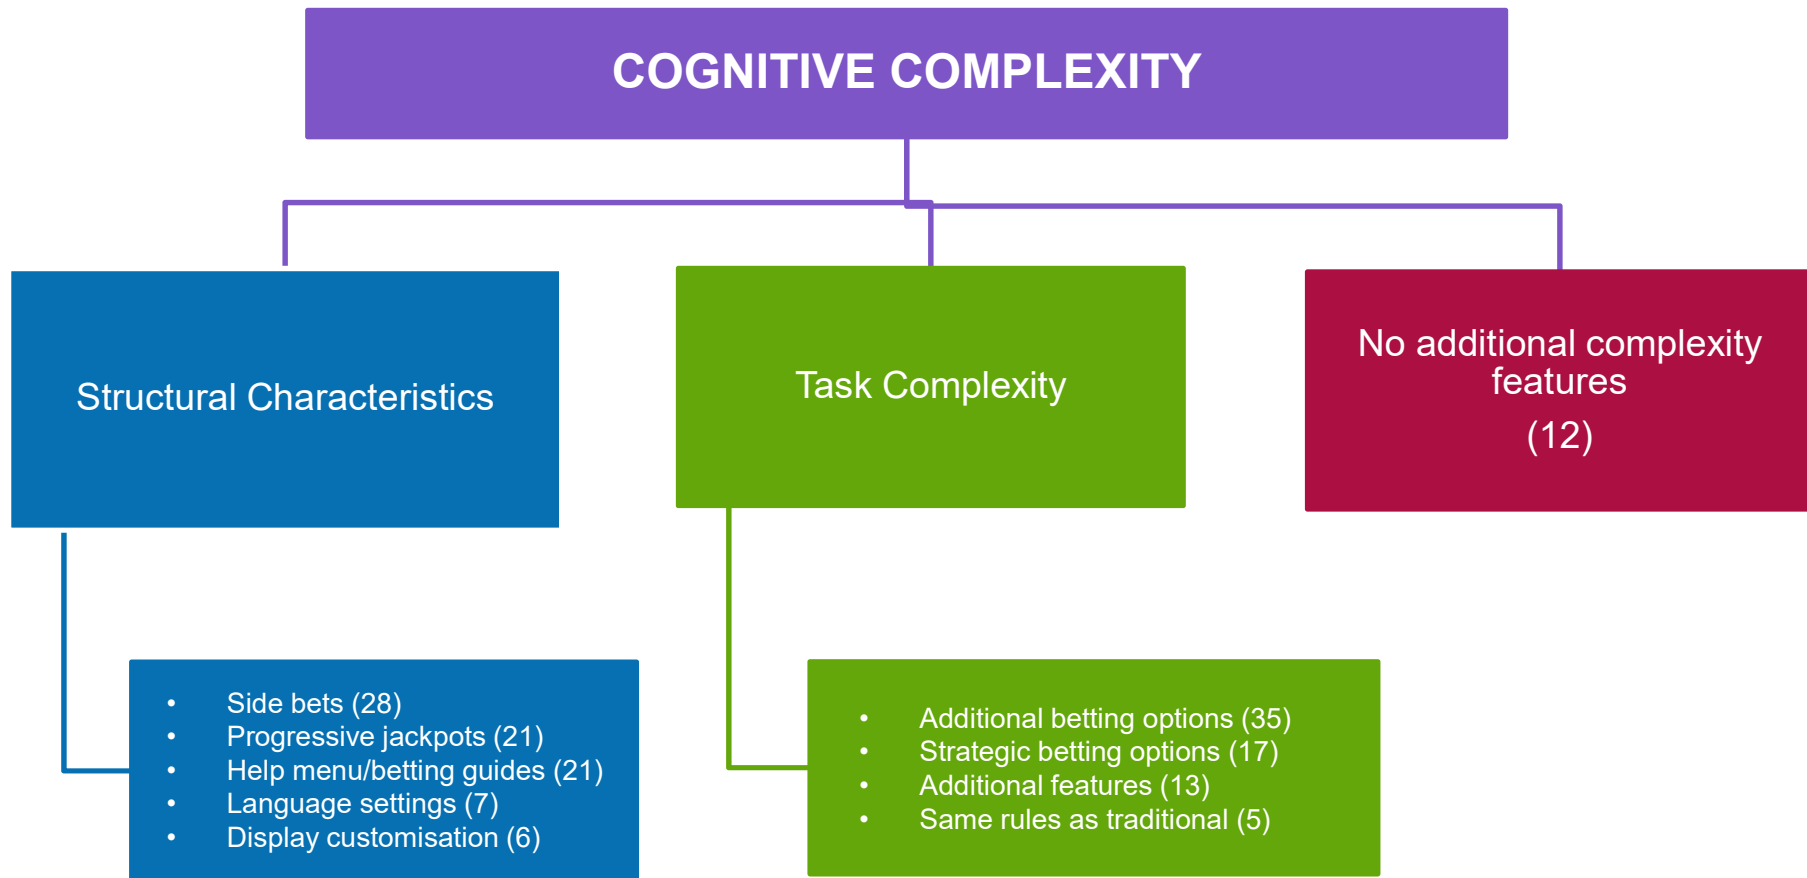 COGNITIVE COMPLEXITY
Structural Characteristics
Task Complexity
No additional complexity
features
(12)
• Side bets (28)
• Progressive jackpots (21)
• Help menu/betting guides (21)
• Language settings (7)
• Display customisation (6)
• Additional betting options (35)
• Strategic betting options (17)
• Additional features (13)
• Same rules as traditional (5)